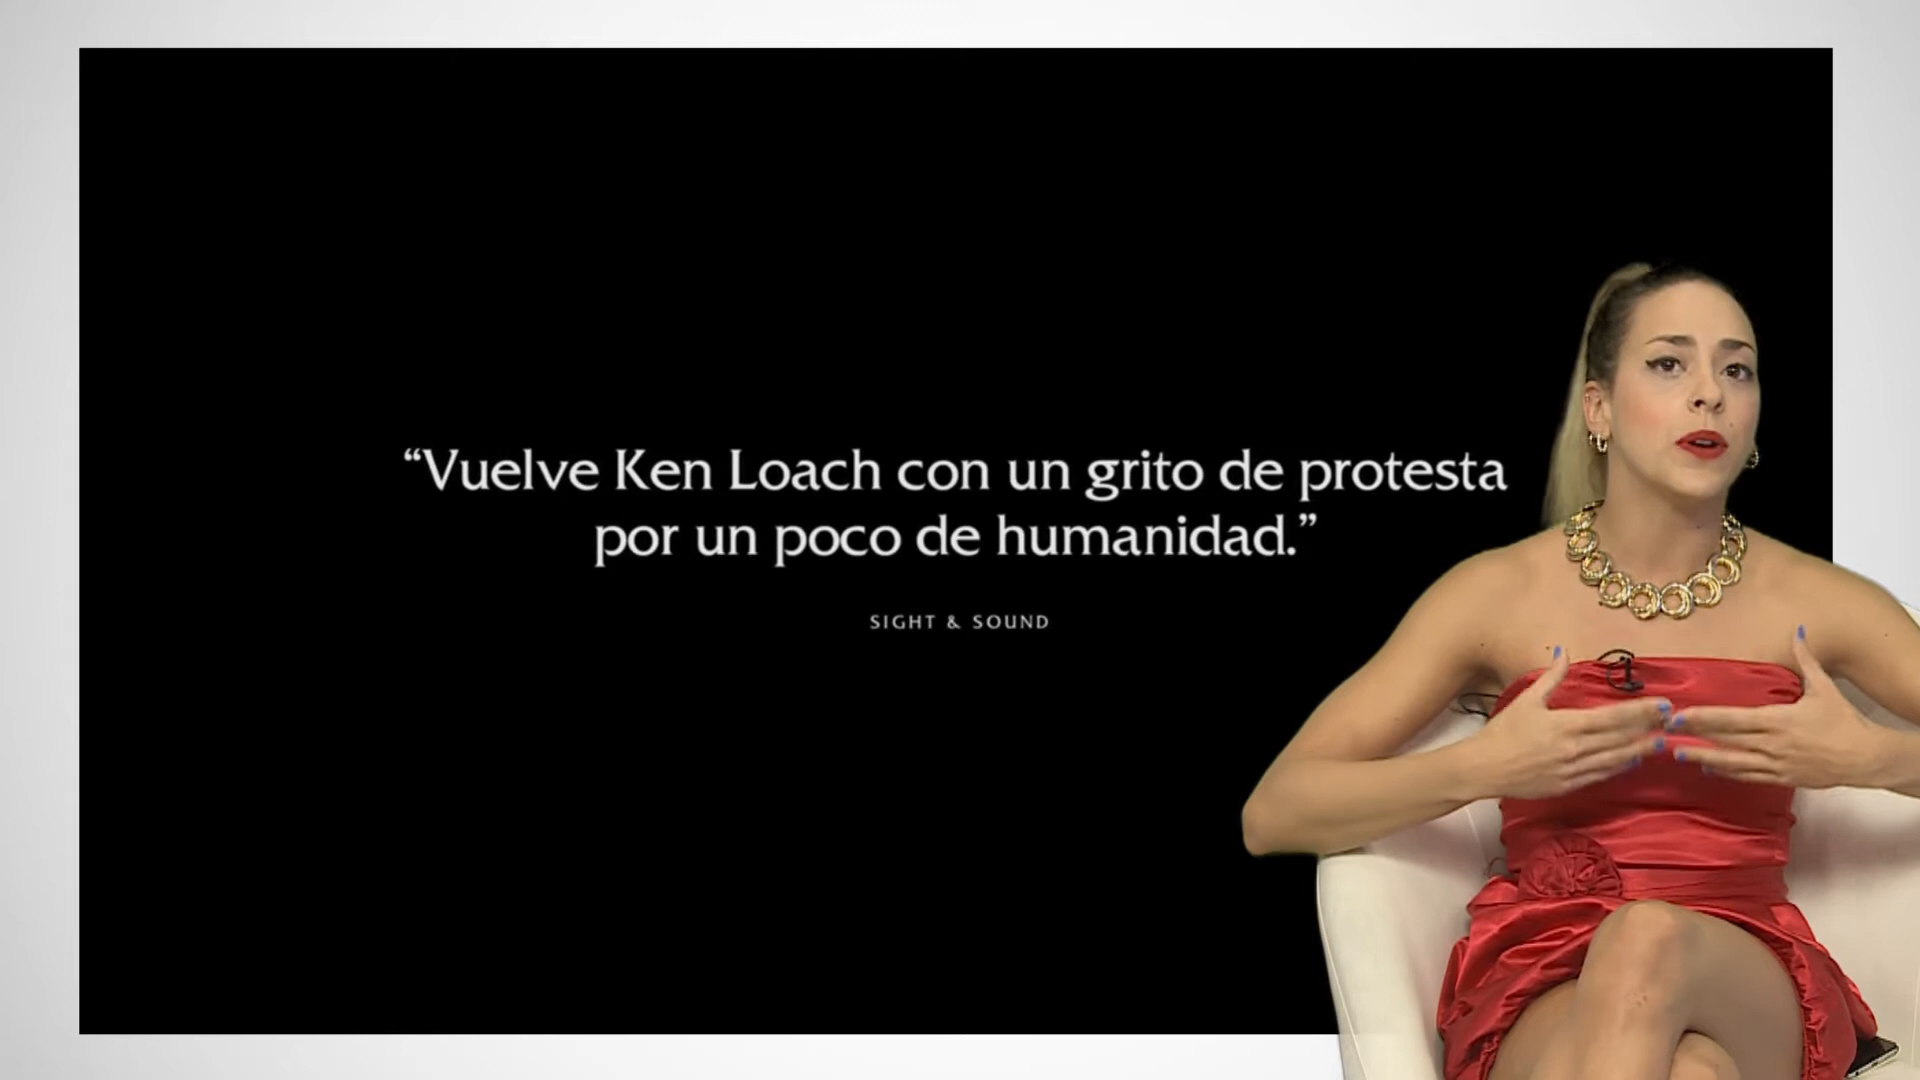 “Vuelve Ken Loach con un grito de protesta
por un poco de humanidad.”
SIGHT & SOUND